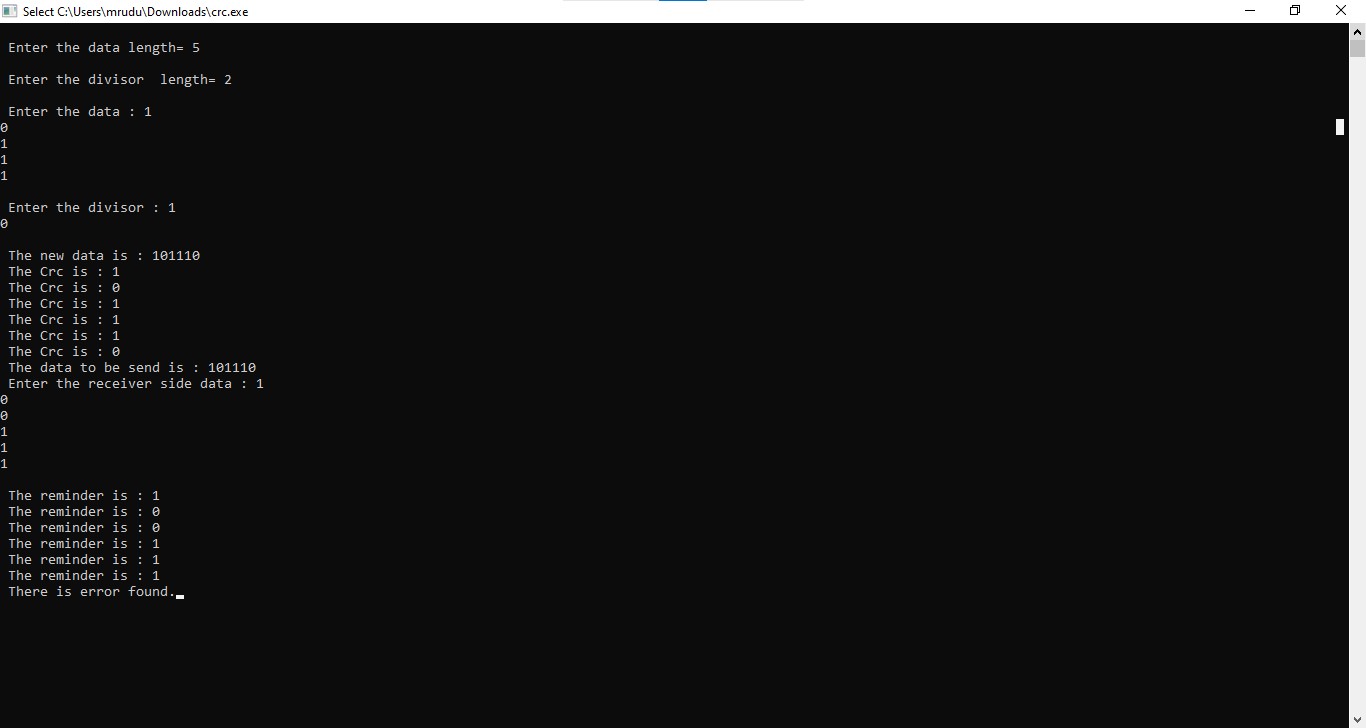 Select C:\Users\mrudu\Downloads\crc.exe
Enter the data length= 5
Enter the divisor  length= 2
Enter the data : 1
0
1
1
1
Enter the divisor : 1
0
The new data is : 101110
The Crc is : 1
The Crc is : 0
The Crc is : 1
The Crc is : 1
The Crc is : 1
The Crc is : 0
The data to be send is : 101110
Enter the receiver side data : 1
0
0
1
1
1
The reminder is : 1
The reminder is : 0
The reminder is : 0
The reminder is : 1
The reminder is : 1
The reminder is : 1
There is error found.